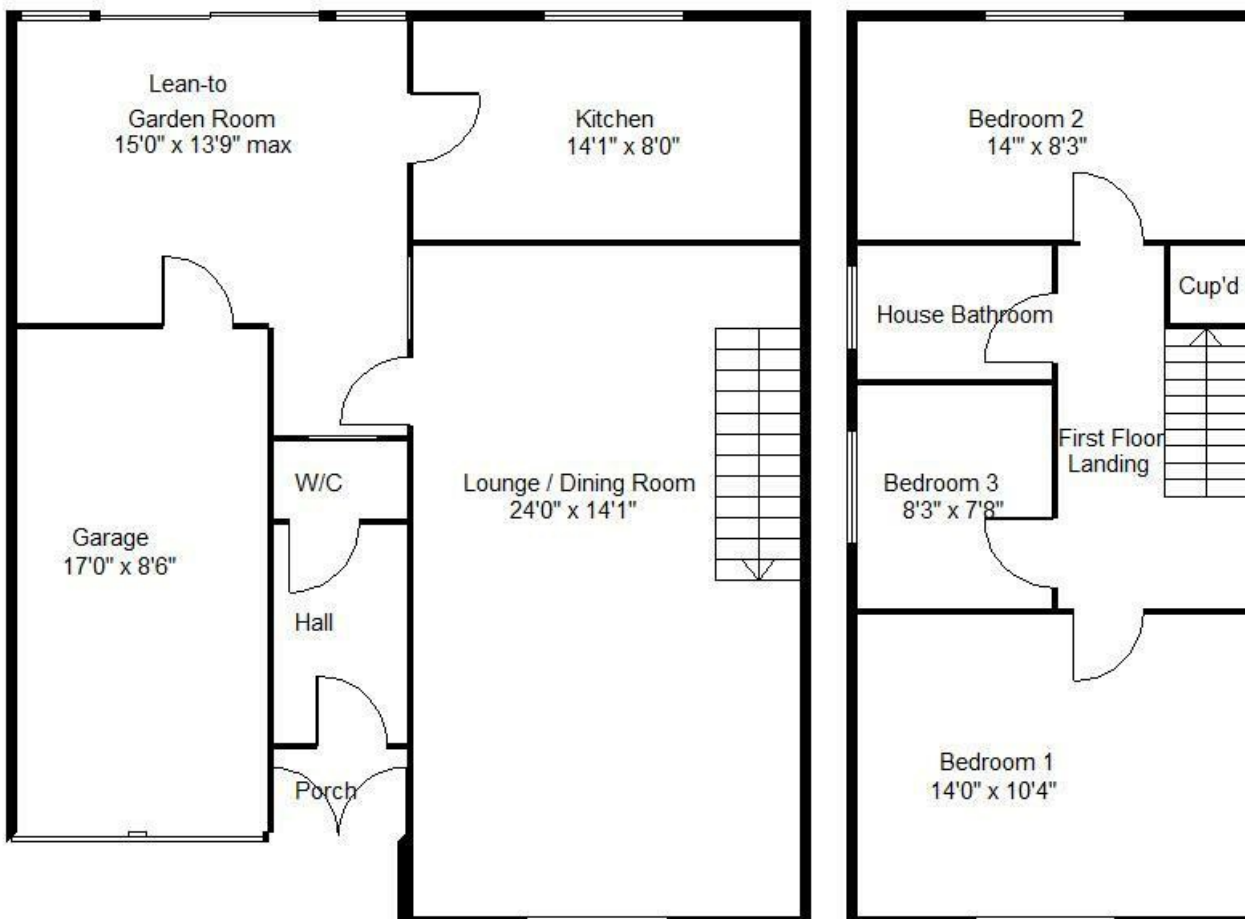 Lean-to
Garden Room
15'0" x 13'9" max
Kitchen
14'1" x 8'0"
Bedroom 2
14'" x 8'3"
House Bathroom
Cup'd
First Floor
Landing
Bedroom 3
8'3" x 7'8"
W/C
Lounge / Dining Room
24'0" x 14'1"
Garage
17'0" x 8'6"
Hall
Porch
Bedroom 1
14'0" x 10'4"